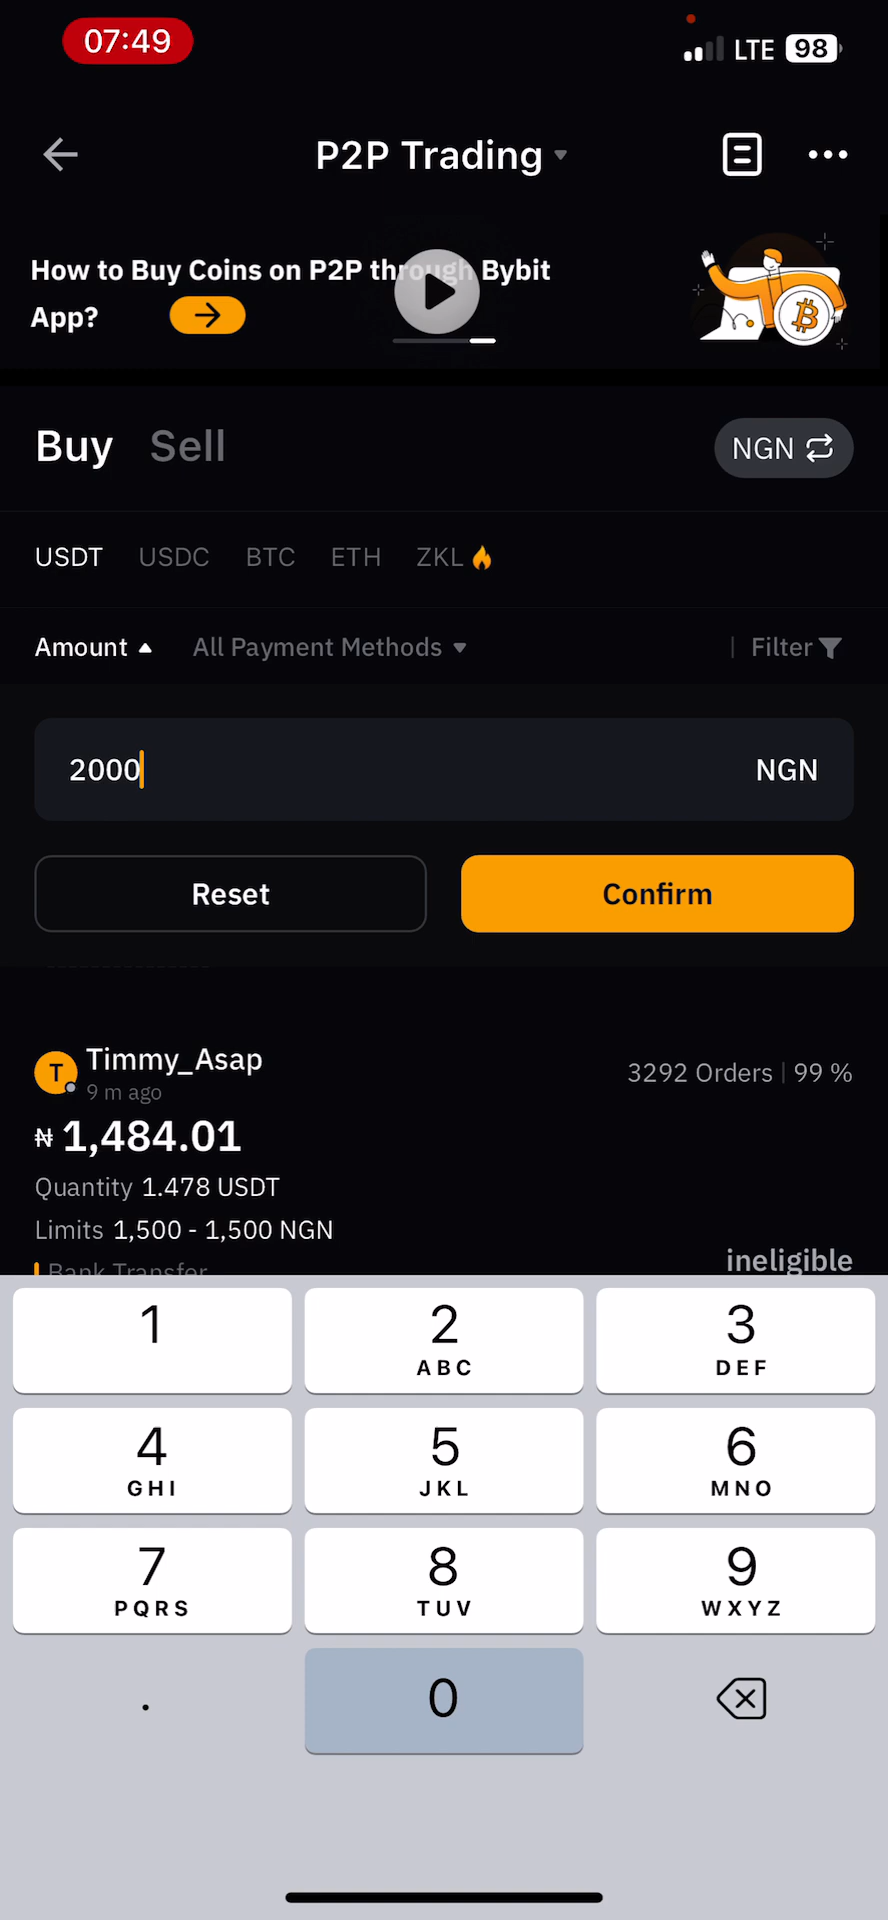 07:49
LTE 98
P2P Trading
How to Buy Coins on P2P through Bybit
App?
Buy Sell
NGN
USDT USDC BTC ETH ZKL
Amount All Payment Methods Filter
2000 NGN
Reset Confirm
T Timmy_Asap
9 m ago
3292 Orders | 99 %
₦ 1,484.01
Quantity 1.478 USDT
Limits 1,500 - 1,500 NGN
Bank Transfer
ineligible
1 2 3
ABC DEF
4 5 6
GHI JKL MNO
7 8 9
PQRS TUV WXYZ
. 0